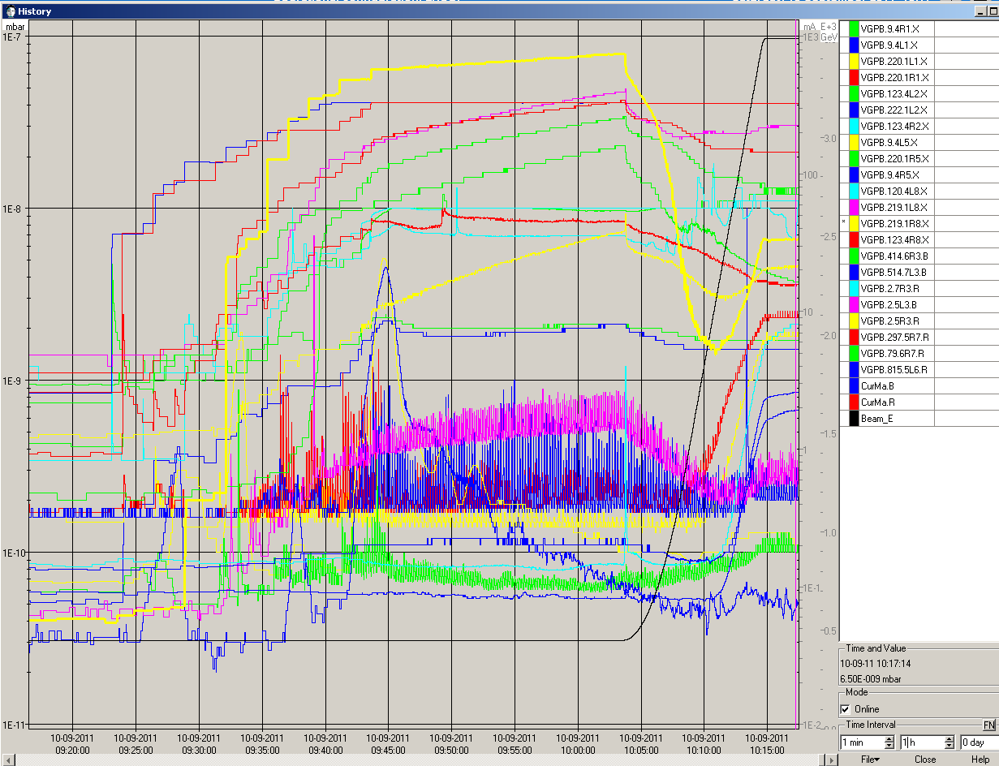 History
mbar
mA E+3
GeV
1E-7
1E3
3.0
100
1E-8
2.5
10
2.0
1E-9
1.5
1
1.0
1E-10
1E-1
0.5
1E-11
1E-2
10-09-2011 10-09-2011 10-09-2011 10-09-2011 10-09-2011 10-09-2011 10-09-2011 10-09-2011 10-09-2011 10-09-2011 10-09-2011 10-09-2011
09:20:00 09:25:00 09:30:00 09:35:00 09:40:00 09:45:00 09:50:00 09:55:00 10:00:00 10:05:00 10:10:00 10:15:00
VGPB.9.4R1.X
VGPB.9.4L1.X
VGPB.220.1L1.X
VGPB.220.1R1.X
VGPB.123.4L2.X
VGPB.222.1L2.X
VGPB.123.4R2.X
VGPB.9.4L5.X
VGPB.220.1R5.X
VGPB.9.4R5.X
VGPB.120.4L8.X
VGPB.219.1L8.X
* VGPB.219.1R8.X
VGPB.123.4R8.X
VGPB.414.6R3.B
VGPB.514.7L3.B
VGPB.2.7R3.R
VGPB.2.5L3.B
VGPB.2.5R3.R
VGPB.297.5R7.R
VGPB.79.6R7.R
VGPB.815.5L6.R
CurMa.B
CurMa.R
Beam_E
Time and Value
10-09-11 10:17:14
6.50E-009 mbar
Mode
Online
Time Interval
FN
1 min
1 h
0 day
File
Close
Help